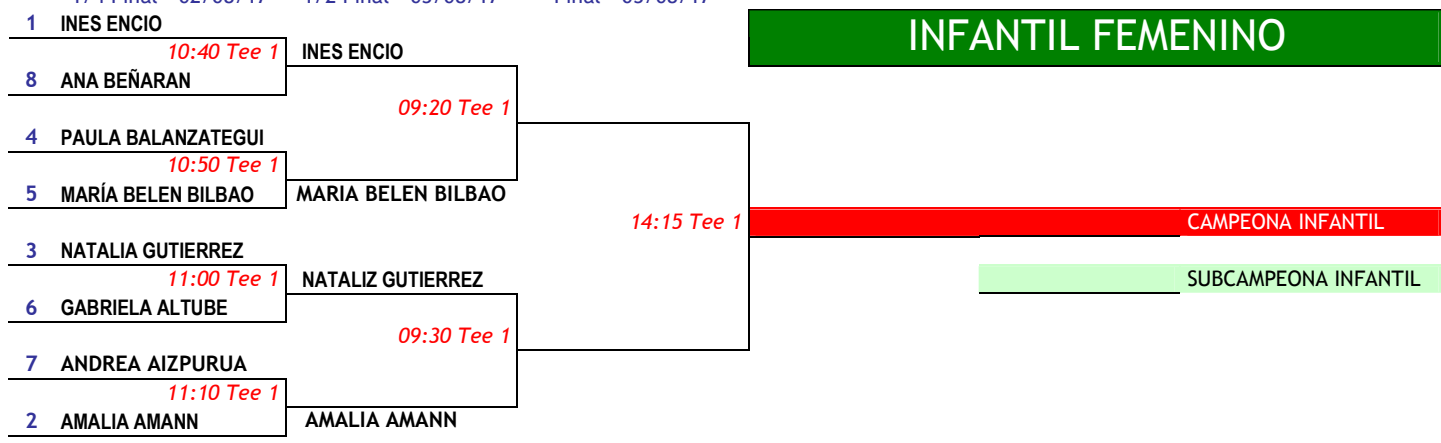 1 INES ENCIO
INFANTIL FEMENINO
10:40 Tee 1 INES ENCIO
8 ANA BEÑARAN
09:20 Tee 1
4 PAULA BALANZATEGUI
10:50 Tee 1
5 MARÍA BELEN BILBAO MARIA BELEN BILBAO
14:15 Tee 1 CAMPEONA INFANTIL
3 NATALIA GUTIERREZ
11:00 Tee 1 NATALIZ GUTIERREZ SUBCAMPEONA INFANTIL
6 GABRIELA ALTUBE
09:30 Tee 1
7 ANDREA AIZPURUA
11:10 Tee 1
2 AMALIA AMANN AMALIA AMANN